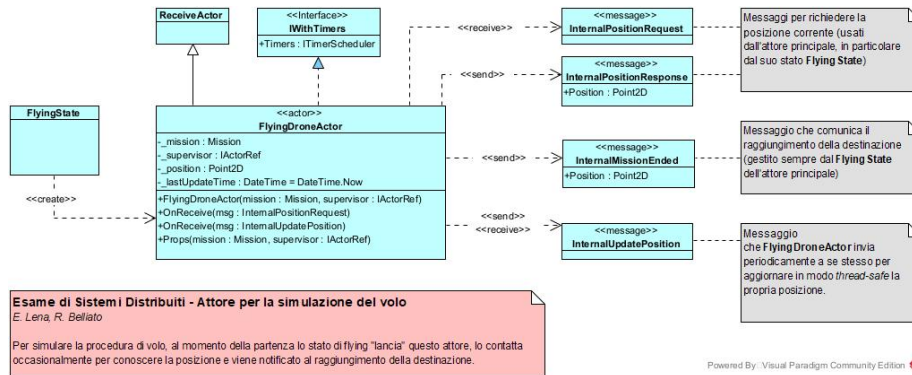 ReceiveActor
<<Interface>>
IWithTimers
+Timers : ITimerScheduler
<<receive>>
<<message>>
InternalPositionRequest
Messaggi per richiedere la
posizione corrente (usati
dall'attore principale, in particolare
dal suo stato Flying State)
<<send>>
<<message>>
InternalPositionResponse
+Position : Point2D
FlyingState
<<create>>
<<actor>>
FlyingDroneActor
-_mission : Mission
-_supervisor : IActorRef
-_position : Point2D
-_lastUpdateTime : DateTime = DateTime.Now
+FlyingDroneActor(mission : Mission, supervisor : IActorRef)
+OnReceive(msg : InternalPositionRequest)
+OnReceive(msg : InternalUpdatePosition)
+Props(mission : Mission, supervisor : IActorRef)
<<send>>
<<message>>
InternalMissionEnded
+Position : Point2D
Messaggio che comunica il
raggiungimento della destinazione
(gestito sempre dal Flying State
dell'attore principale)
<<send>>
<<receive>>
<<message>>
InternalUpdatePosition
Messaggio
che FlyingDroneActor invia
periodicamente a se stesso per
aggiornare in modo thread-safe la
propria posizione.
Esame di Sistemi Distribuiti - Attore per la simulazione del volo
E. Lena, R. Belliato
Per simulare la procedura di volo, al momento della partenza lo stato di flying "lancia" questo attore, lo contatta
occasionalmente per conoscere la posizione e viene notificato al raggiungimento della destinazione.
Powered By: Visual Paradigm Community Edition